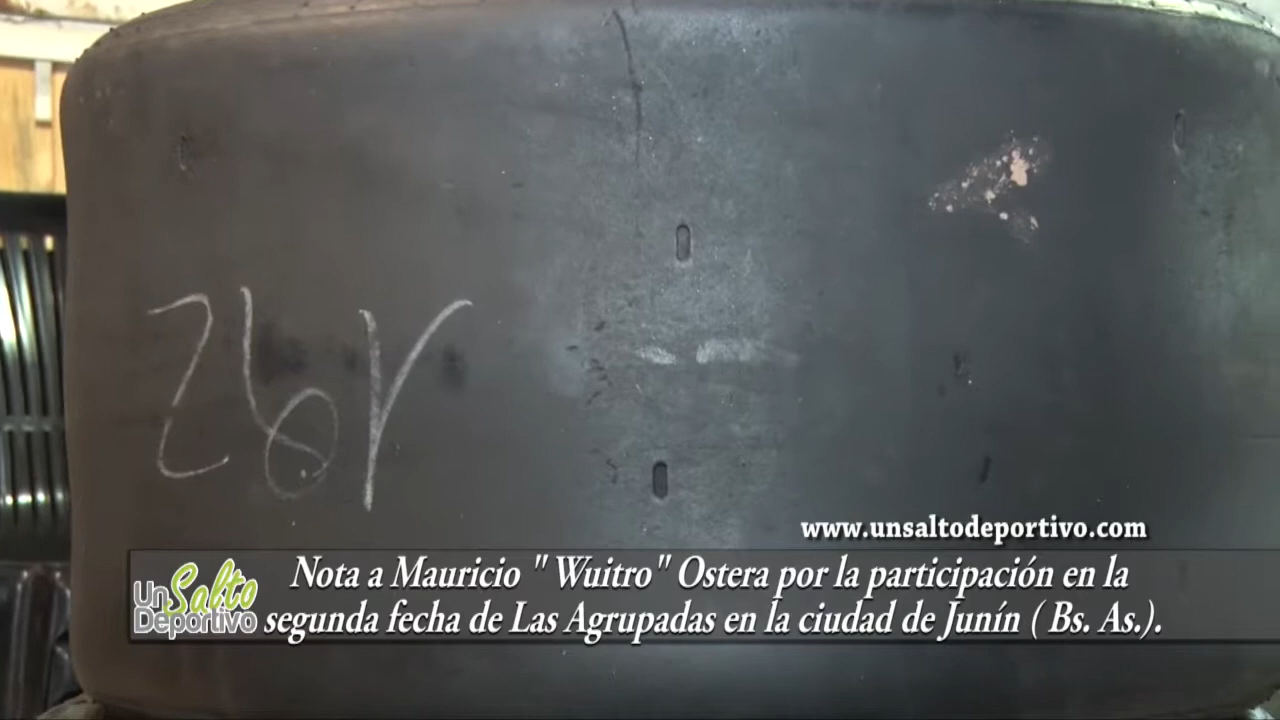 www.unsaltodeportivo.com
Un Salto
Deportivo
Nota a Mauricio " Wuitro" Ostera por la participación en la
segunda fecha de Las Agrupadas en la ciudad de Junín ( Bs. As.).